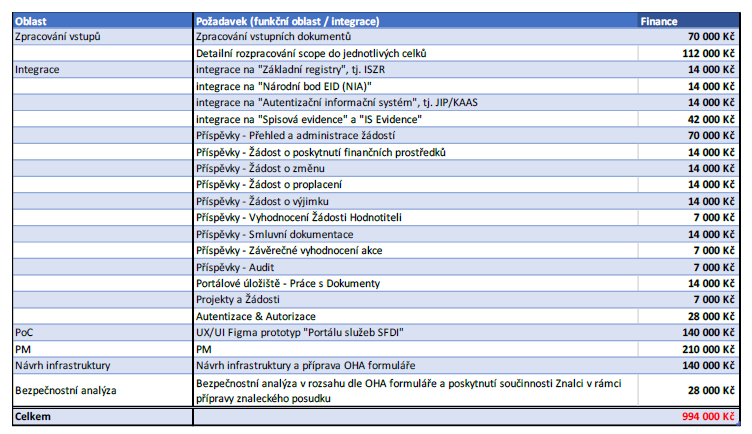 Oblast Požadavek (funkční oblast / integrace) Finance
Zpracování vstupů Zpracování vstupních dokumentů 70 000 Kč
Detailní rozpracování scope do jednotlivých celků 112 000 Kč
Integrace integrace na "Základní registry", tj. ISZR 14 000 Kč
integrace na "Národní bod EID (NIA)" 14 000 Kč
integrace na "Autentizační informační systém", tj. JIP/KAAS 14 000 Kč
integrace na "Spisová evidence" a "IS Evidence" 42 000 Kč
Příspěvky - Přehled a administrace žádostí 70 000 Kč
Příspěvky - Žádost o poskytnutí finančních prostředků 14 000 Kč
Příspěvky - Žádost o změnu 14 000 Kč
Příspěvky - Žádost o proplacení 14 000 Kč
Příspěvky - Žádost o výjimku 14 000 Kč
Příspěvky - Vyhodnocení Žádosti Hodnotiteli 7 000 Kč
Příspěvky - Smluvní dokumentace 14 000 Kč
Příspěvky - Závěrečné vyhodnocení akce 7 000 Kč
Příspěvky - Audit 7 000 Kč
Portálové úložiště - Práce s Dokumenty 14 000 Kč
Projekty a Žádosti 7 000 Kč
Autentizace & Autorizace 28 000 Kč
PoC UX/UI Figma prototyp "Portálu služeb SFDI" 140 000 Kč
PM PM 210 000 Kč
Návrh infrastruktury Návrh infrastruktury a příprava OHA formuláře 140 000 Kč
Bezpečnostní analýza Bezpečnostní analýza v rozsahu dle OHA formuláře a poskytnutí součinnosti Znalci v rámci
přípravy znaleckého posudku 28 000 Kč
Celkem 994 000 Kč